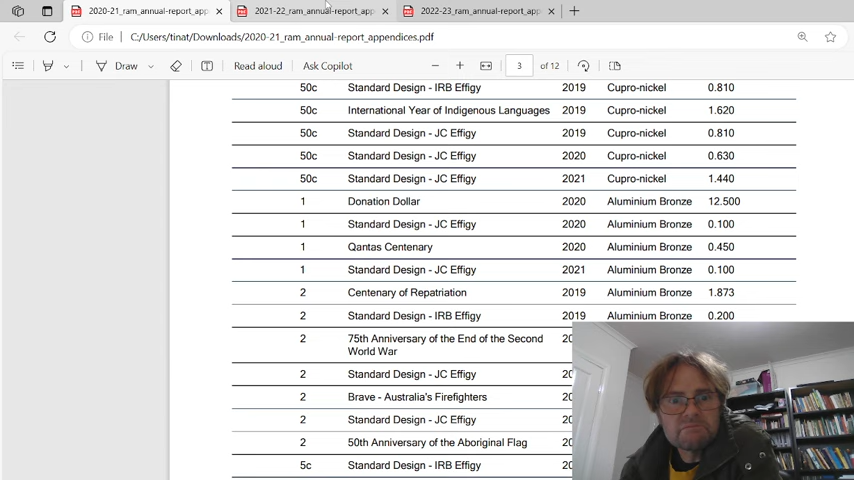 2020-21_ram_annual-report_app
2021-22_ram_annual-report_app
2022-23_ram_annual-report_app
File
C:/Users/tinat/Downloads/2020-21_ram_annual-report_appendices.pdf
Draw
Read aloud
Ask Copilot
3 of 12
50c Standard Design - IRB Effigy 2019 Cupro-nickel 0.810
50c International Year of Indigenous Languages 2019 Cupro-nickel 1.620
50c Standard Design - JC Effigy 2019 Cupro-nickel 0.810
50c Standard Design - JC Effigy 2020 Cupro-nickel 0.630
50c Standard Design - JC Effigy 2021 Cupro-nickel 1.440
1 Donation Dollar 2020 Aluminium Bronze 12.500
1 Standard Design - JC Effigy 2020 Aluminium Bronze 0.100
1 Qantas Centenary 2020 Aluminium Bronze 0.450
1 Standard Design - JC Effigy 2021 Aluminium Bronze 0.100
2 Centenary of Repatriation 2019 Aluminium Bronze 1.873
2 Standard Design - IRB Effigy 2019 Aluminium Bronze 0.200
2 75th Anniversary of the End of the Second 20
World War
2 Standard Design - JC Effigy 20
2 Brave - Australia's Firefighters 20
2 Standard Design - JC Effigy 20
2 50th Anniversary of the Aboriginal Flag 20
5c Standard Design - IRB Effigy 20